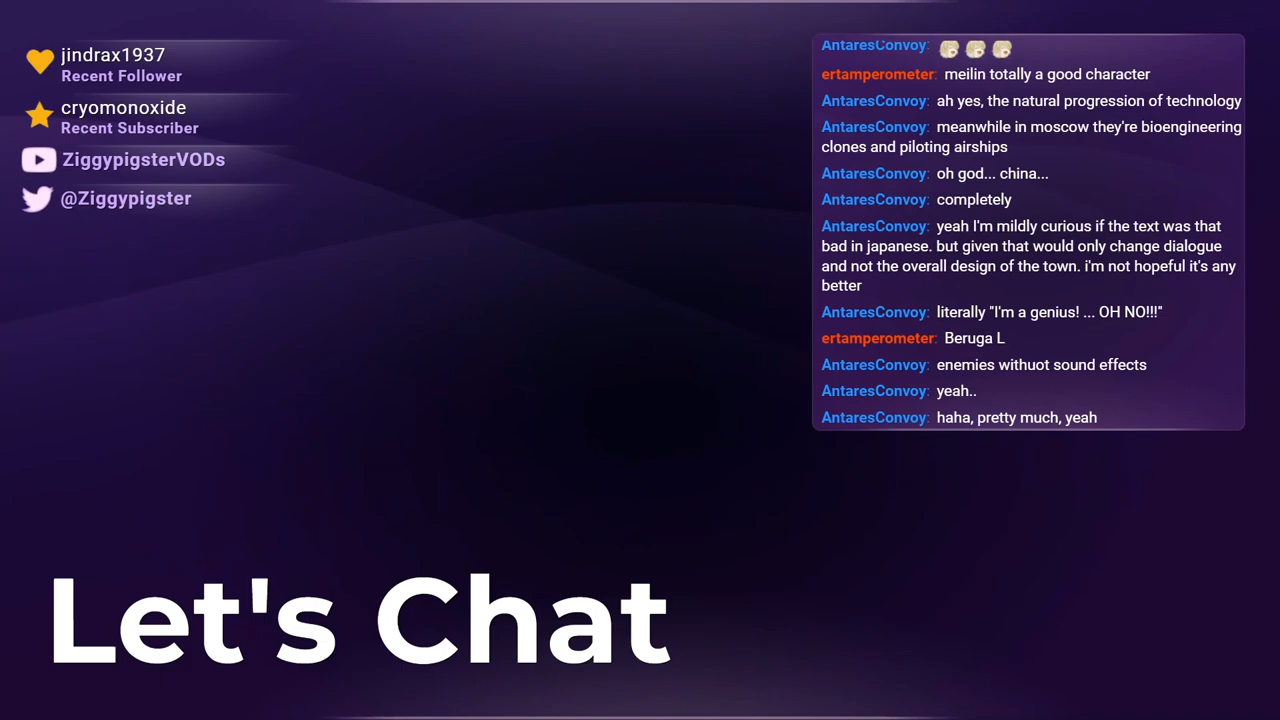 jindrax1937
Recent Follower
cryomonoxide
Recent Subscriber
ZiggypigsterVODs
@Ziggypigster
AntaresConvoy:
ertamperometer: meilin totally a good character
AntaresConvoy: ah yes, the natural progression of technology
AntaresConvoy: meanwhile in moscow they're bioengineering
clones and piloting airships
AntaresConvoy: oh god... china...
AntaresConvoy: completely
AntaresConvoy: yeah I'm mildly curious if the text was that
bad in japanese. but given that would only change dialogue
and not the overall design of the town. i'm not hopeful it's any
better
AntaresConvoy: literally "I'm a genius! ... OH NO!!!"
ertamperometer: Beruga L
AntaresConvoy: enemies withuot sound effects
AntaresConvoy: yeah..
AntaresConvoy: haha, pretty much, yeah
Let's Chat